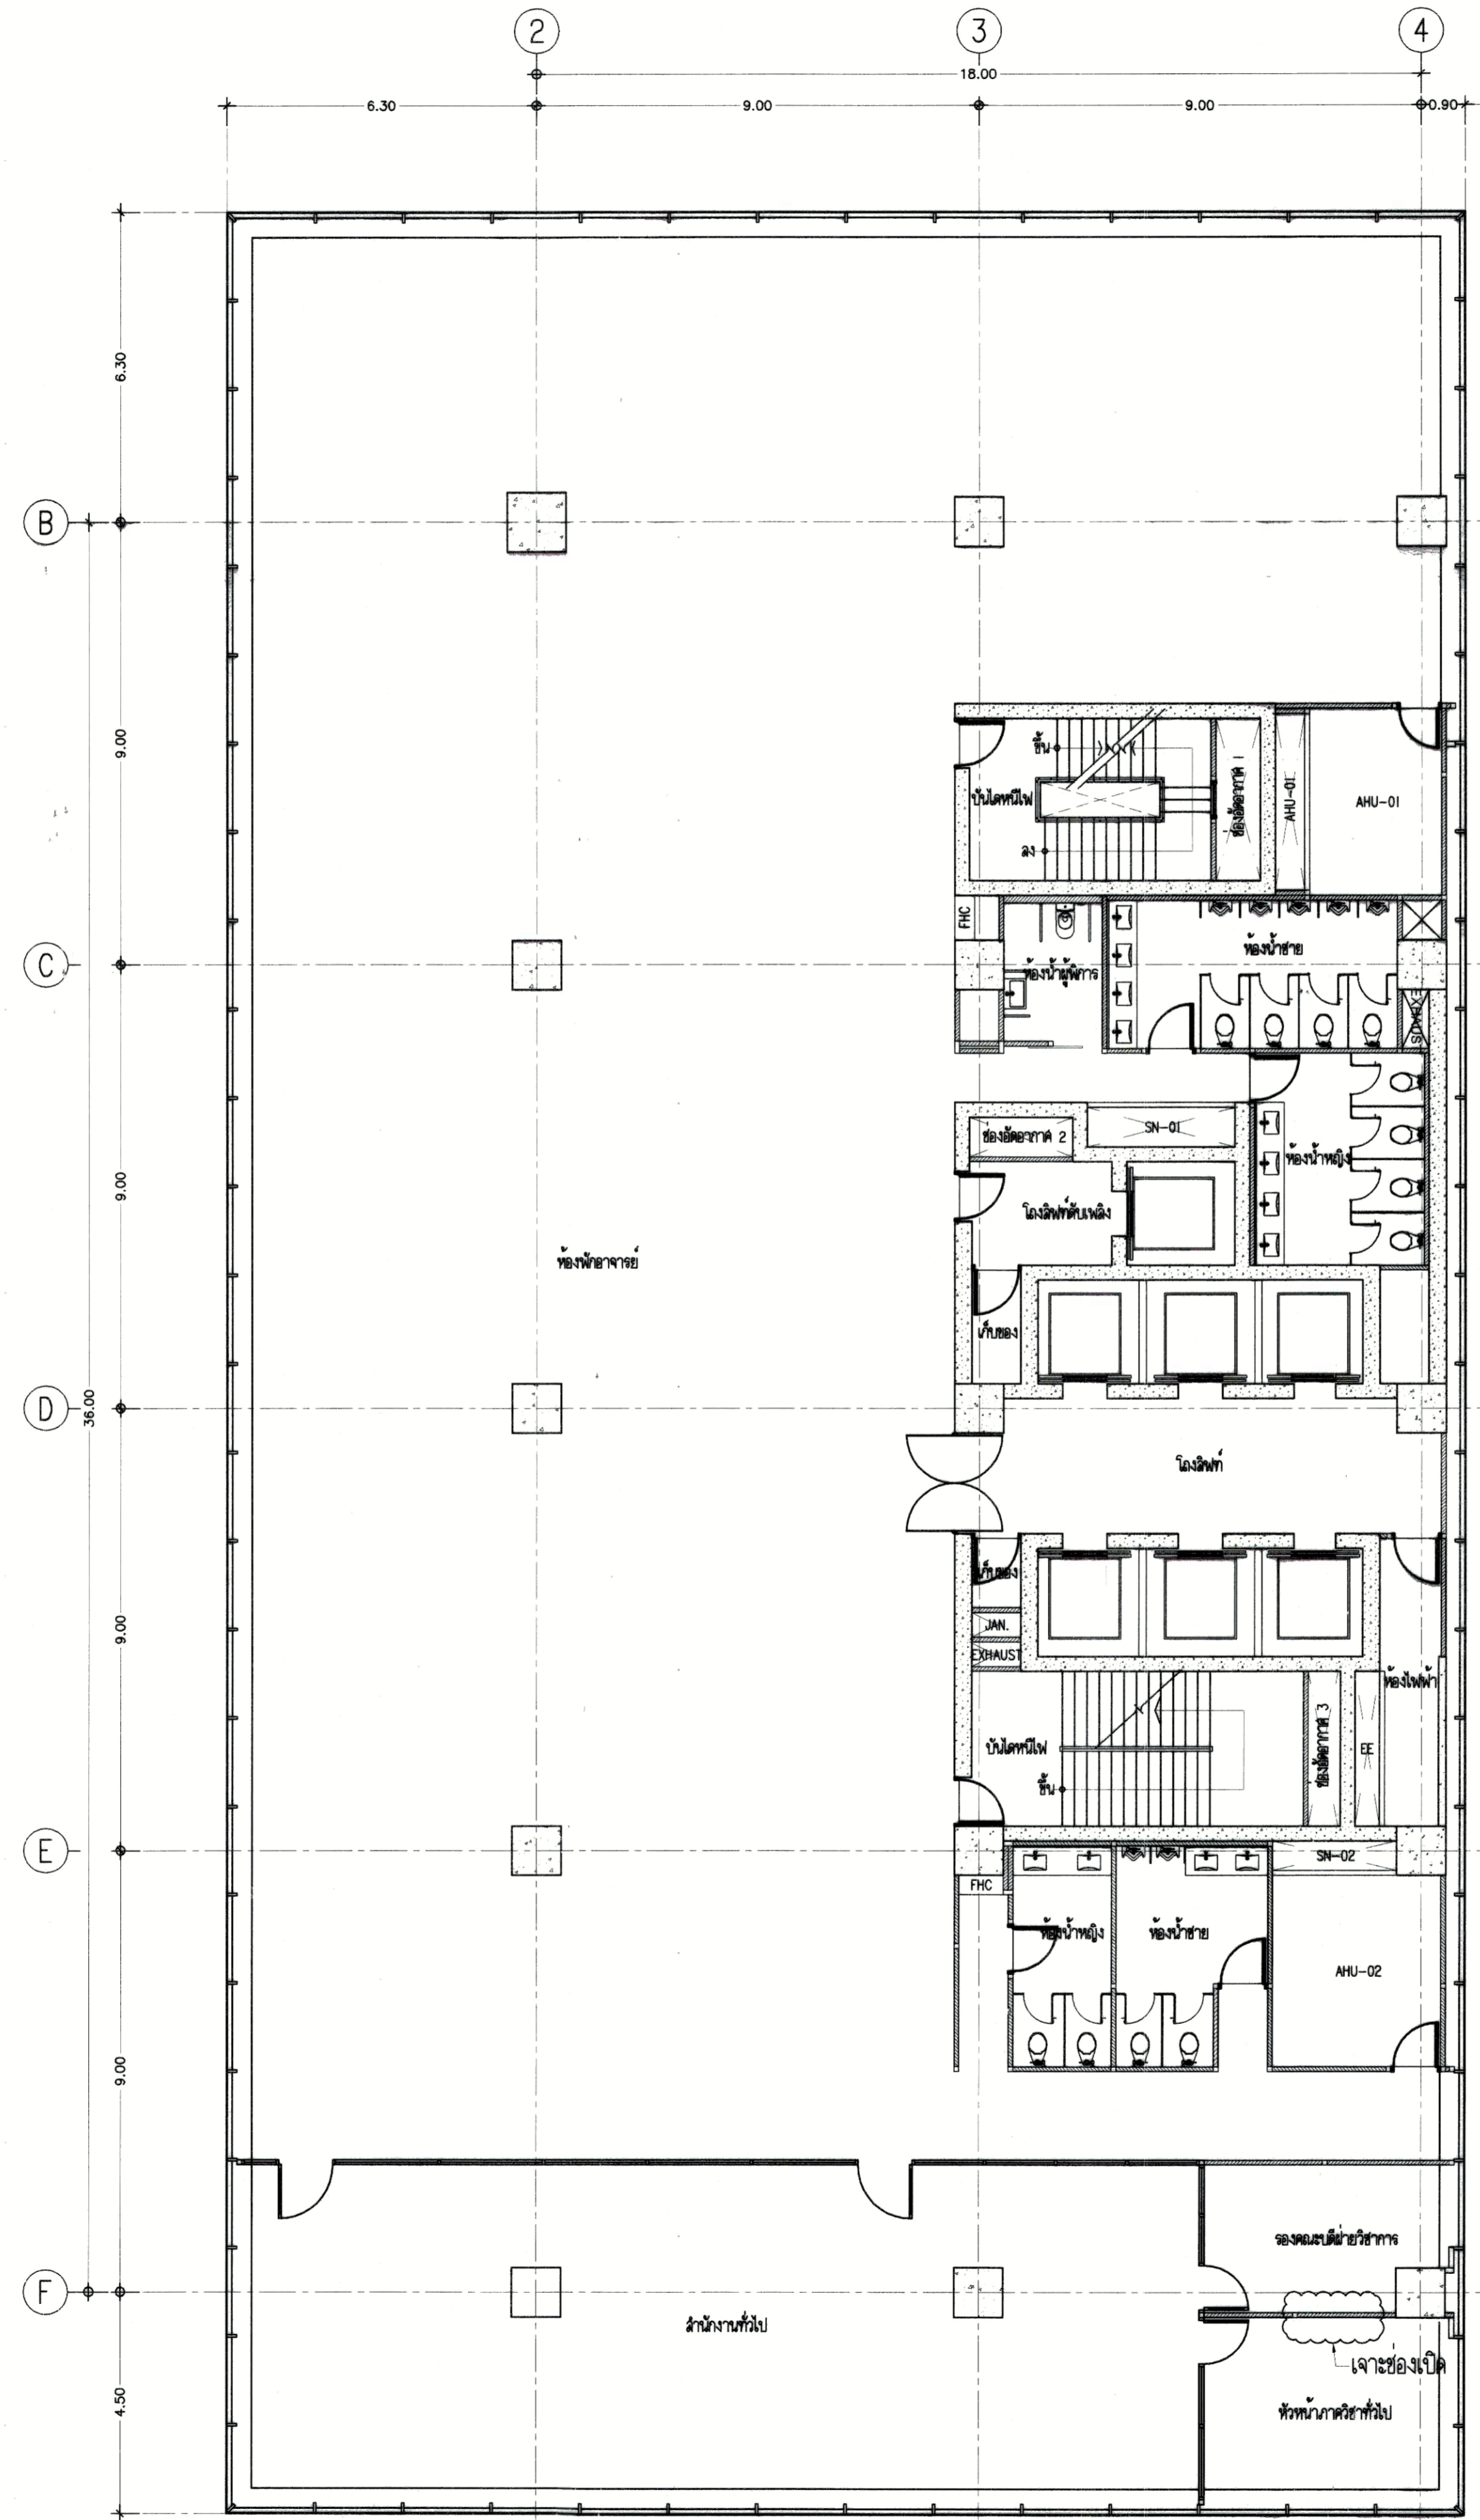 2
3
4
18.00
6.30
9.00
9.00
0.90
6.30
B
9.00
ขึ้น
บันไดหนีไฟ
ลง
ช่องอัดอากาศ 1
AHU-01
AHU-01
FHC
ห้องน้ำชาย
C
ห้องน้ำผู้พิการ
EXHAUS
ช่องอัดอากาศ 2
SN-01
ห้องน้ำหญิง
9.00
โถงลิฟท์ดับเพลิง
ห้องพักอาจารย์
เก็บของ
D
36.00
โถงลิฟท์
เก็บของ
JAN.
9.00
EXHAUST
ห้องไฟฟ้า
บันไดหนีไฟ
ช่องอัดอากาศ 3
EE
ขึ้น
E
SN-02
FHC
ห้องน้ำหญิง
ห้องน้ำชาย
AHU-02
9.00
รองคณะบดีฝ่ายวิชาการ
F
สำนักงานทั่วไป
เจาะช่องเปิด
4.50
หัวหน้าภาควิชาทั่วไป